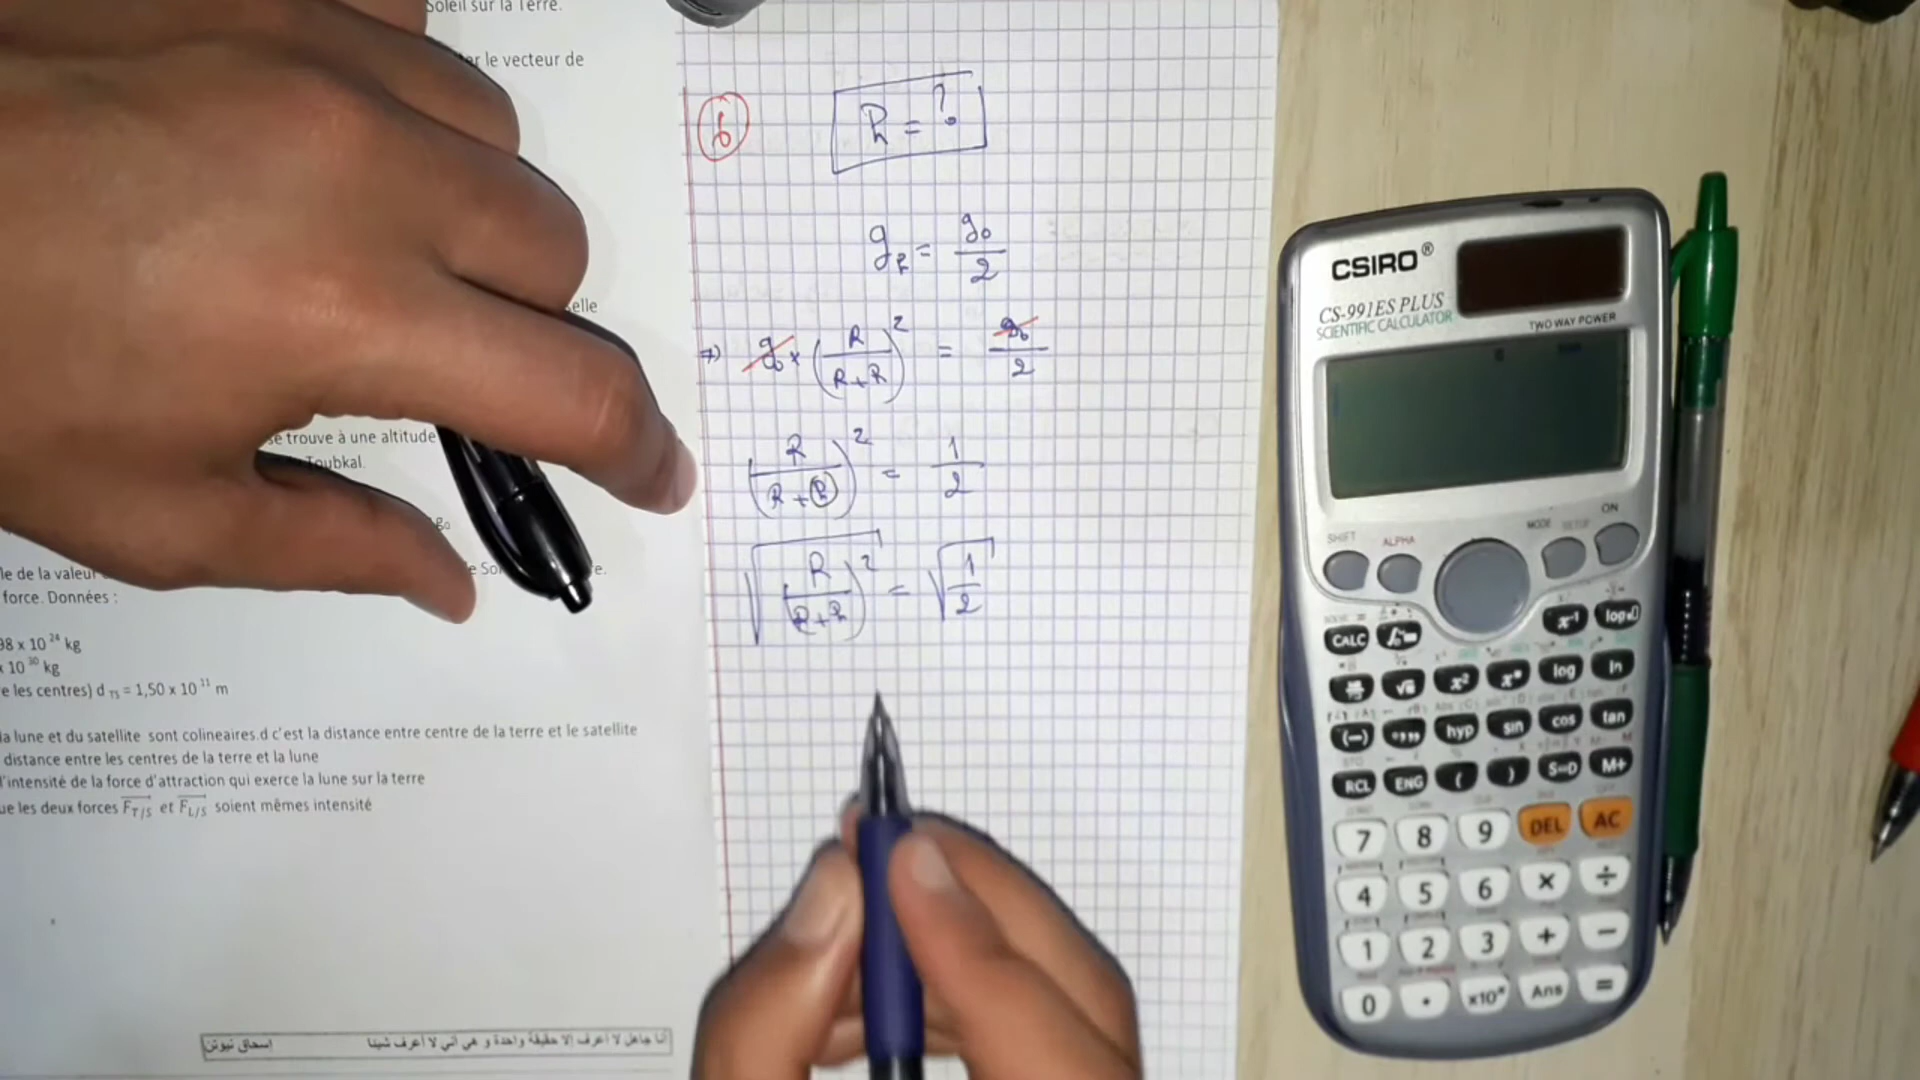 Soleil sur la Terre.
le vecteur de
elle
se trouve à une altitude
Toubkal.
g₀
le de la valeur
force. Données :
98 x 10 ²⁴ kg
x 10 ³⁰ kg
e les centres) d TS = 1,50 x 10 ¹¹ m
la lune et du satellite sont colineaires.d c'est la distance entre centre de la terre et le satellite
distance entre les centres de la terre et la lune
l'intensité de la force d'attraction qui exerce la lune sur la terre
ue les deux forces F⃗T/S et F⃗L/S soient mêmes intensité
أنا جاهل لا أعرف إلا حقيقة واحدة و هي أني لا أعرف شيئا إسحاق نيوتن
6
h = ?
gₕ = g₀/2
=> g₀ × (R/(R+h))² = g₀/2
(R/(R+h))² = 1/2
√(R/(R+h))² = √(1/2)
CSIRO®
CS-991ES PLUS
SCIENTIFIC CALCULATOR
TWO WAY POWER
SHIFT ALPHA MODE SETUP ON
CALC x⁻¹ log
√ x² log ln
(−) hyp sin cos tan
RCL ENG ( ) S⇔D M+
7 8 9 DEL AC
4 5 6 × ÷
1 2 3 + −
0 . ×10ˣ Ans =